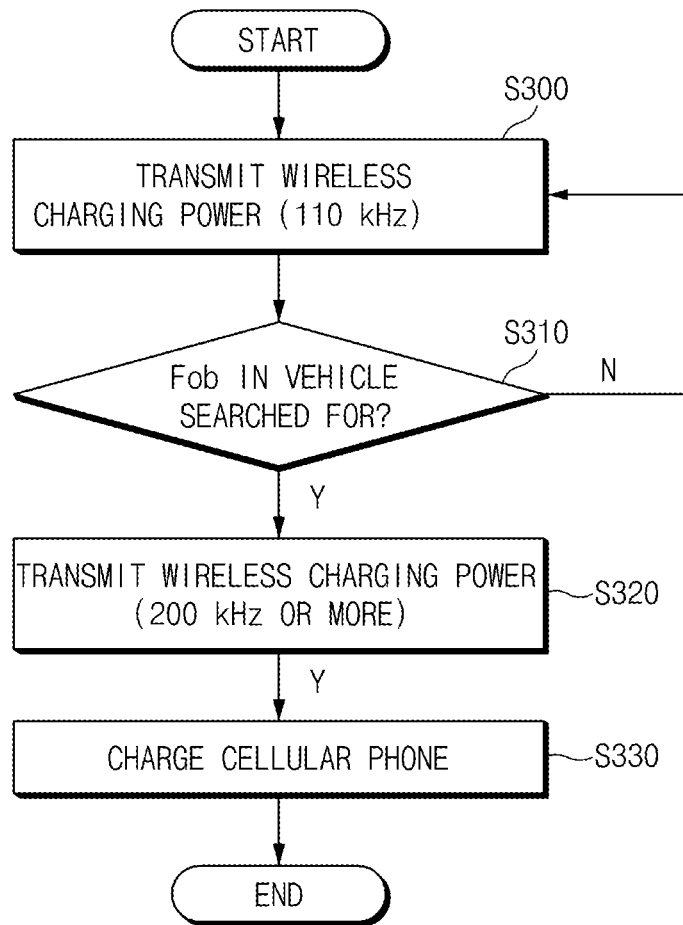 START
S300
TRANSMIT WIRELESS
CHARGING POWER (110 kHz)
S310
Fob IN VEHICLE
SEARCHED FOR?
N
Y
TRANSMIT WIRELESS CHARGING POWER
(200 kHz OR MORE)
S320
Y
CHARGE CELLULAR PHONE
S330
END